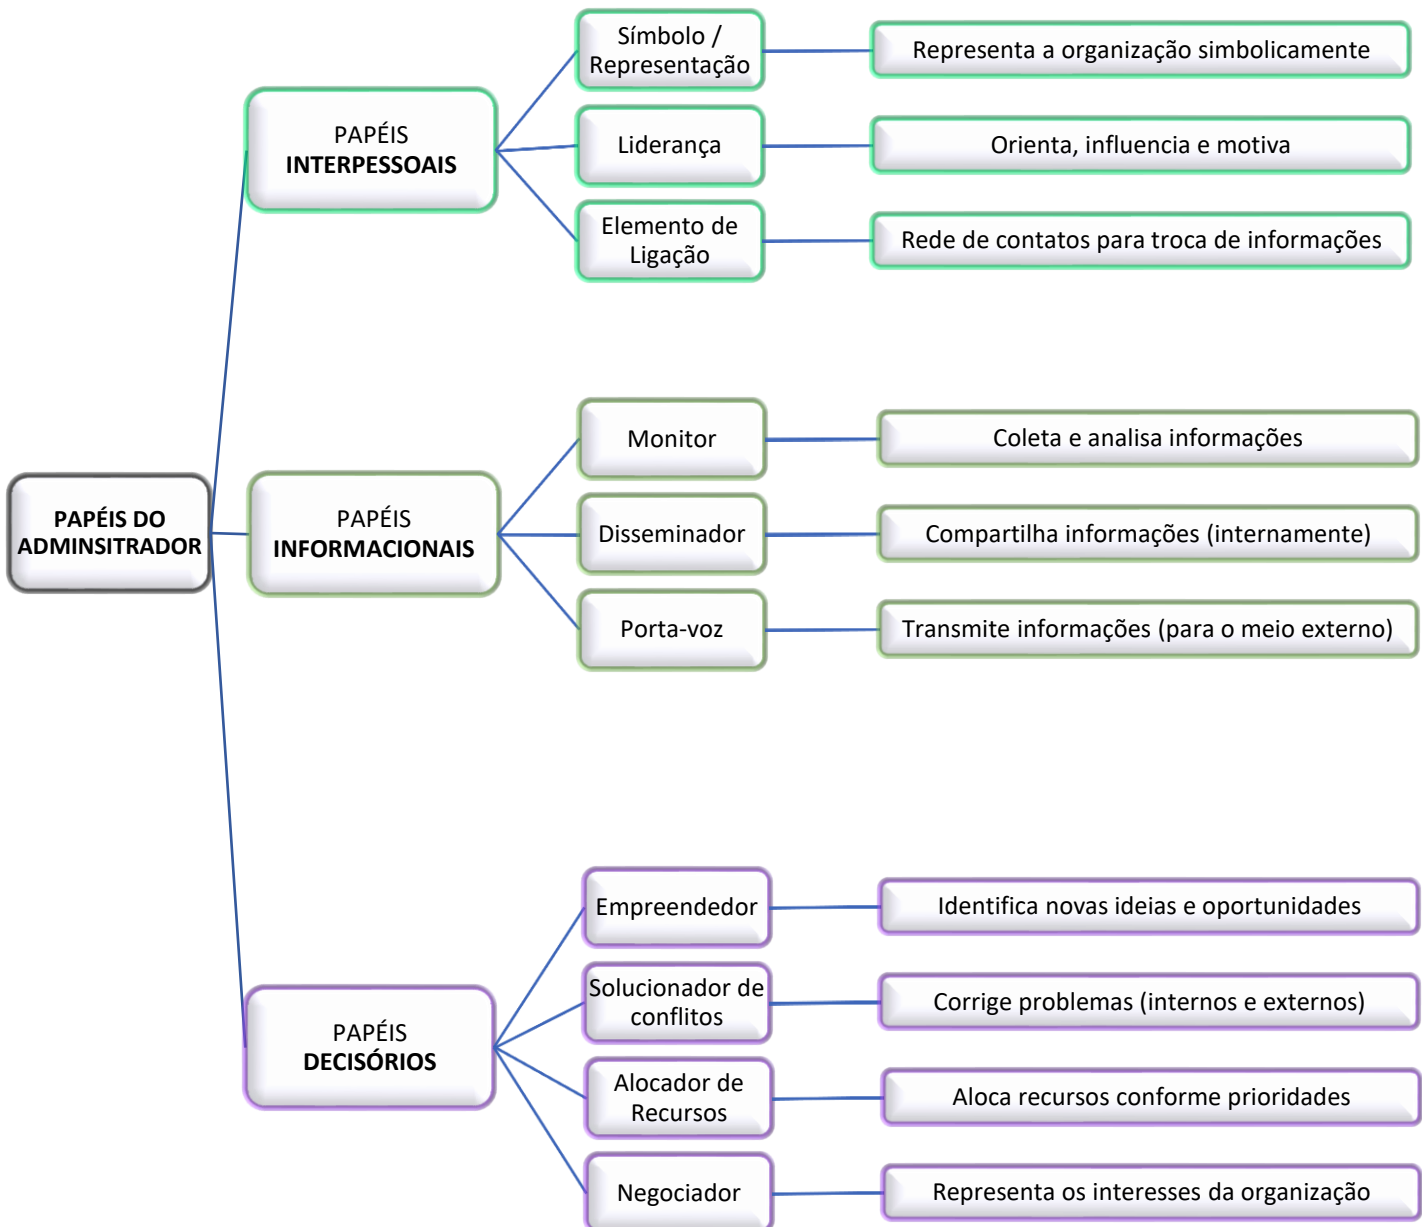 PAPÉIS DO
ADMINSITRADOR
PAPÉIS
INTERPESSOAIS
Símbolo /
Representação
Representa a organização simbolicamente
Liderança
Orienta, influencia e motiva
Elemento de
Ligação
Rede de contatos para troca de informações
PAPÉIS
INFORMACIONAIS
Monitor
Coleta e analisa informações
Disseminador
Compartilha informações (internamente)
Porta-voz
Transmite informações (para o meio externo)
PAPÉIS
DECISÓRIOS
Empreendedor
Identifica novas ideias e oportunidades
Solucionador de
conflitos
Corrige problemas (internos e externos)
Alocador de
Recursos
Aloca recursos conforme prioridades
Negociador
Representa os interesses da organização